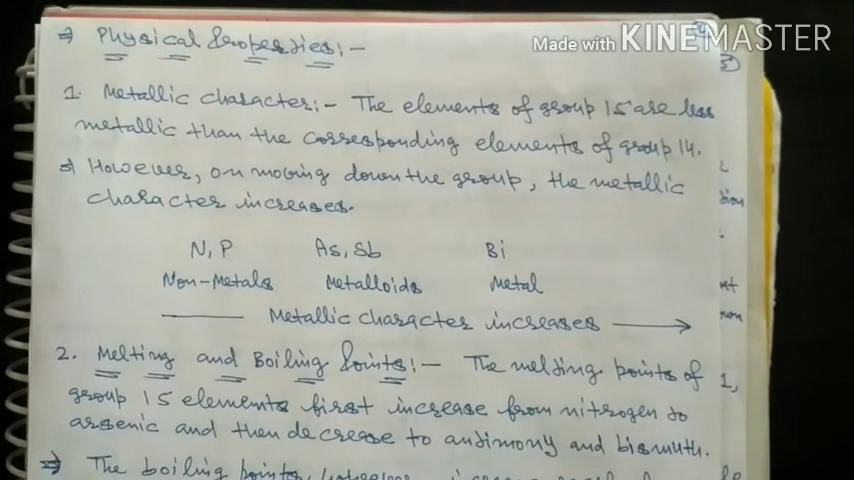 Made with KINEMASTER
⇒ Physical Properties:-
3
1. Metallic character:- The elements of group 15 are less
metallic than the corresponding elements of group 14.
⇒ However, on moving down the group, the metallic
character increases.
N, P As, Sb Bi
Non-Metals Metalloids Metal
Metallic character increases →
2. Melting and Boiling Points:- The melting points of
group 15 elements first increase from nitrogen to
arsenic and then decrease to antimony and bismuth.
⇒ The boiling points, however,